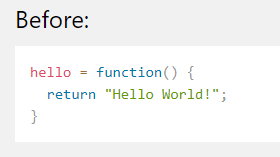 Before:
hello = function() {
  return "Hello World!";
}